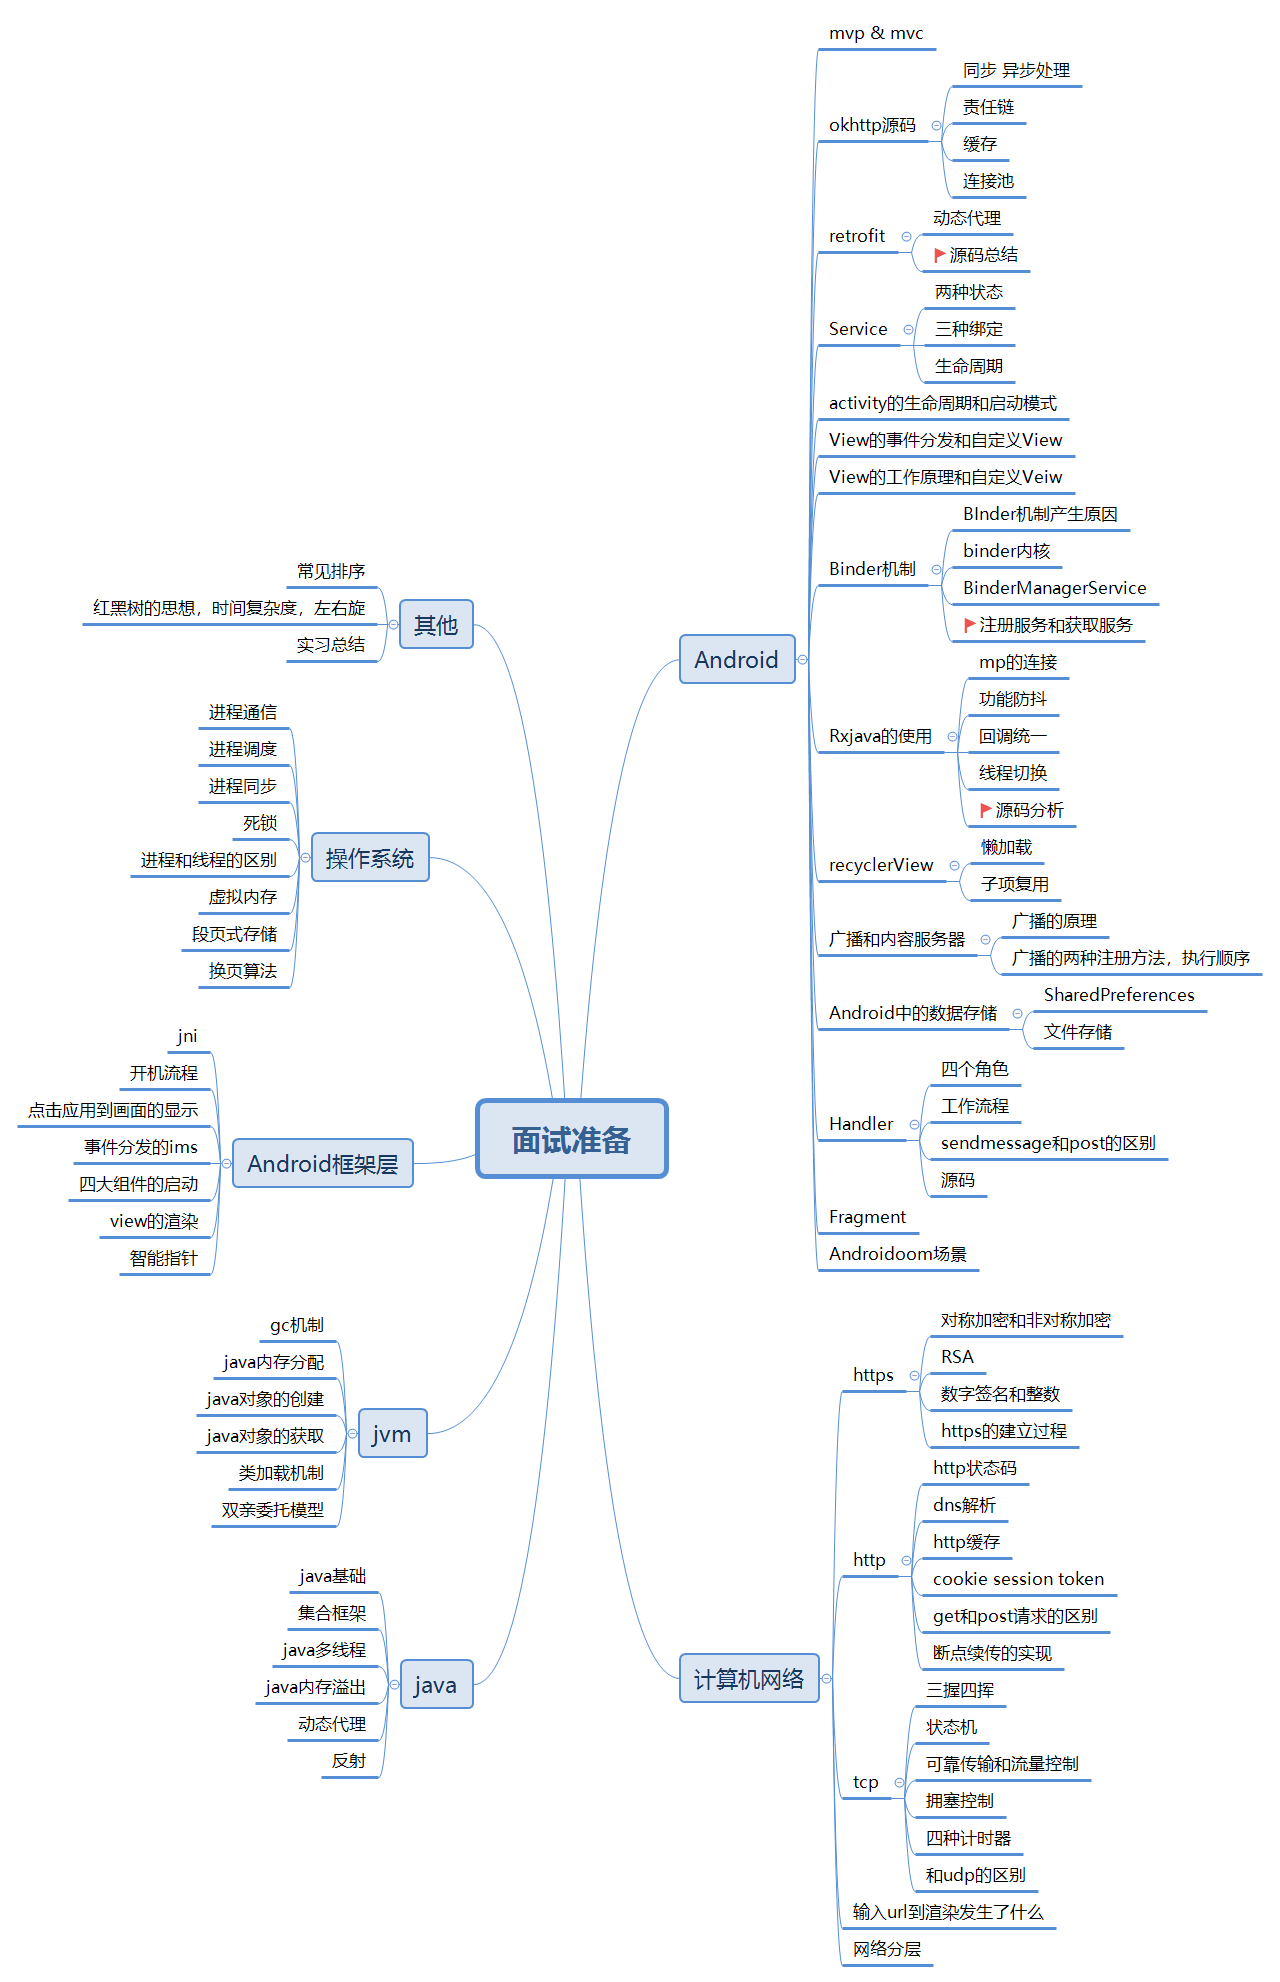 面试准备
Android
mvp & mvc
okhttp源码
同步 异步处理
责任链
缓存
连接池
retrofit
动态代理
源码总结
Service
两种状态
三种绑定
生命周期
activity的生命周期和启动模式
View的事件分发和自定义View
View的工作原理和自定义Veiw
Binder机制
BInder机制产生原因
binder内核
BinderManagerService
注册服务和获取服务
Rxjava的使用
mp的连接
功能防抖
回调统一
线程切换
源码分析
recyclerView
懒加载
子项复用
广播和内容服务器
广播的原理
广播的两种注册方法，执行顺序
Android中的数据存储
SharedPreferences
文件存储
Handler
四个角色
工作流程
sendmessage和post的区别
源码
Fragment
Androidoom场景
计算机网络
https
对称加密和非对称加密
RSA
数字签名和整数
https的建立过程
http
http状态码
dns解析
http缓存
cookie session token
get和post请求的区别
断点续传的实现
tcp
三握四挥
状态机
可靠传输和流量控制
拥塞控制
四种计时器
和udp的区别
输入url到渲染发生了什么
网络分层
其他
常见排序
红黑树的思想，时间复杂度，左右旋
实习总结
操作系统
进程通信
进程调度
进程同步
死锁
进程和线程的区别
虚拟内存
段页式存储
换页算法
Android框架层
jni
开机流程
点击应用到画面的显示
事件分发的ims
四大组件的启动
view的渲染
智能指针
jvm
gc机制
java内存分配
java对象的创建
java对象的获取
类加载机制
双亲委托模型
java
java基础
集合框架
java多线程
java内存溢出
动态代理
反射